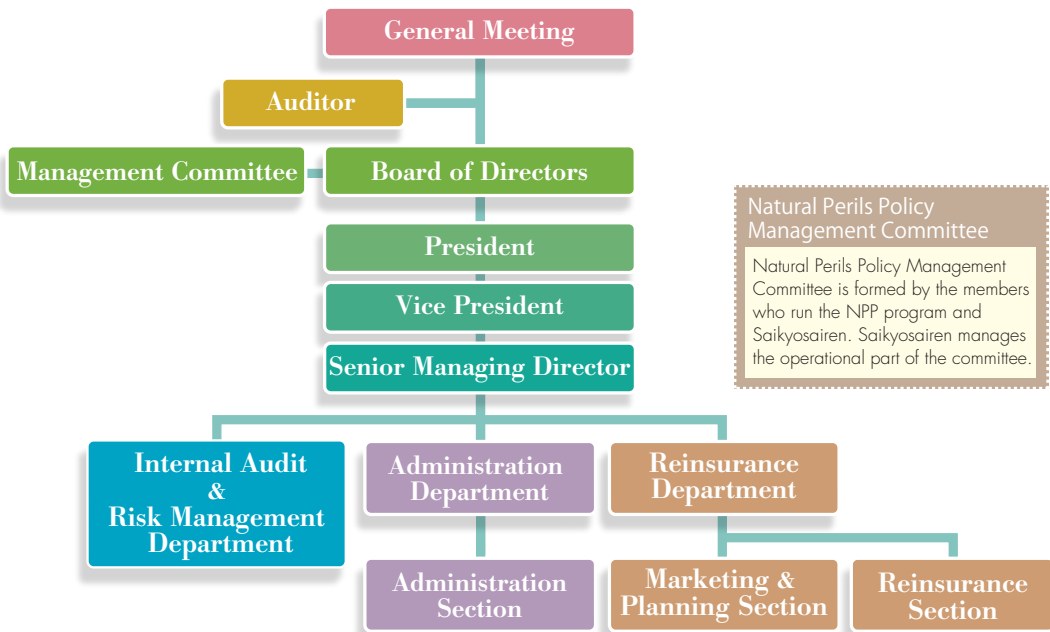 General Meeting
Auditor
Management Committee
Board of Directors
President
Vice President
Senior Managing Director
Natural Perils Policy
Management Committee
Natural Perils Policy Management
Committee is formed by the members
who run the NPP program and
Saikyosairen. Saikyosairen manages
the operational part of the committee.
Internal Audit
&
Risk Management
Department
Administration
Department
Reinsurance
Department
Administration
Section
Marketing &
Planning Section
Reinsurance
Section